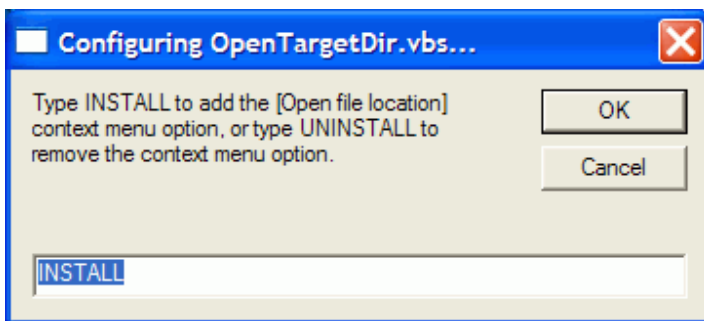 Configuring OpenTargetDir.vbs...
Type INSTALL to add the [Open file location]
context menu option, or type UNINSTALL to
remove the context menu option.
OK
Cancel
INSTALL